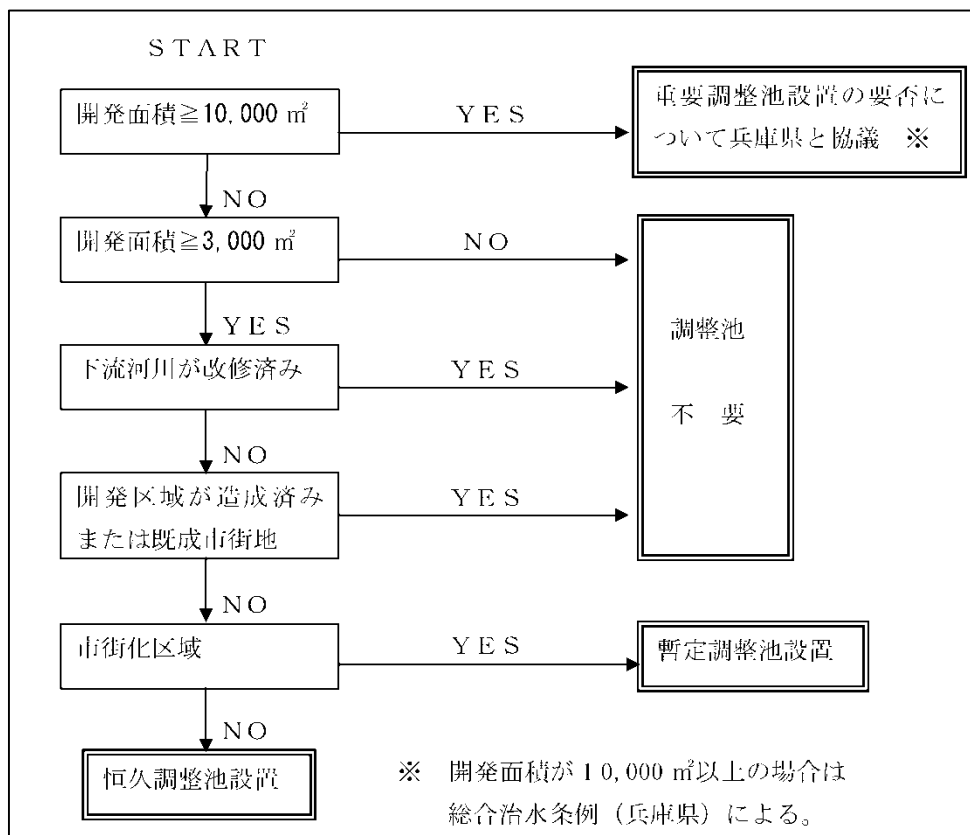 START
開発面積≧10,000 ㎡
YES
重要調整池設置の要否に
ついて兵庫県と協議 ※
NO
開発面積≧3,000 ㎡
NO
調整池
不 要
YES
下流河川が改修済み
YES
NO
開発区域が造成済み
または既成市街地
YES
NO
市街化区域
YES
暫定調整池設置
NO
恒久調整池設置
※ 開発面積が10,000㎡以上の場合は
総合治水条例（兵庫県）による。